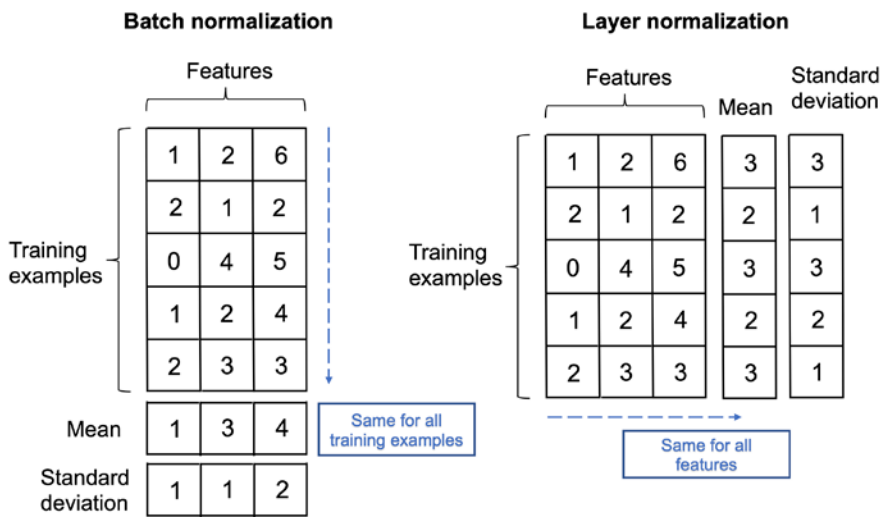 Batch normalization
Features
Training
examples
1 2 6
2 1 2
0 4 5
1 2 4
2 3 3
Mean
1 3 4
Standard
deviation
1 1 2
Same for all
training examples
Layer normalization
Features
Mean
Standard
deviation
Training
examples
1 2 6 3 3
2 1 2 2 1
0 4 5 3 3
1 2 4 2 2
2 3 3 3 1
Same for all
features